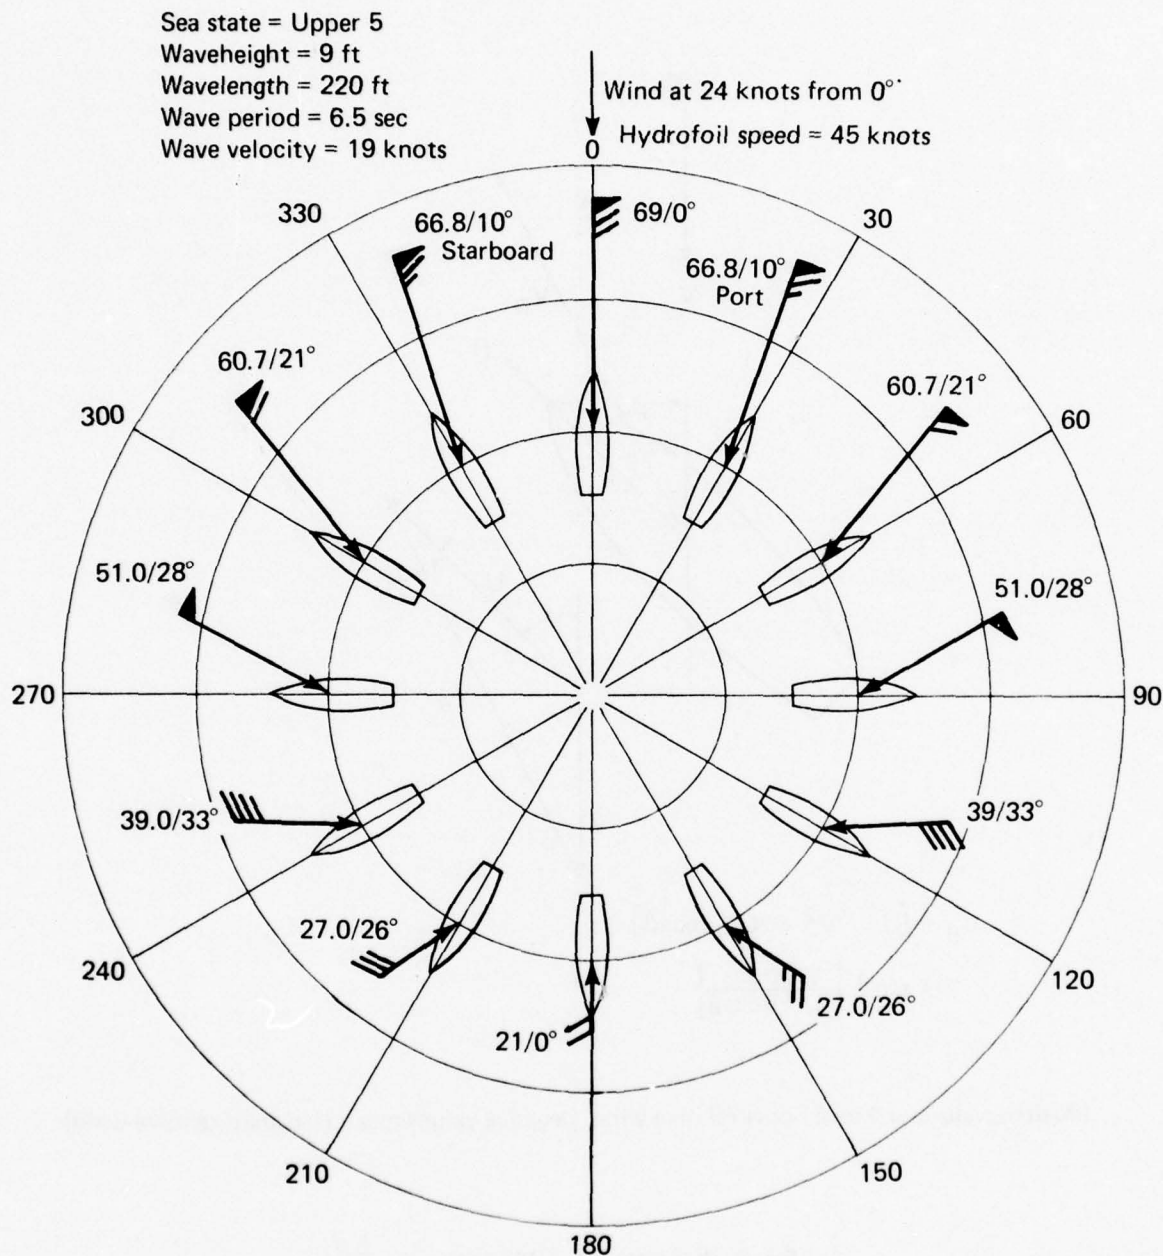 Sea state = Upper 5
Waveheight = 9 ft
Wavelength = 220 ft
Wave period = 6.5 sec
Wave velocity = 19 knots
Wind at 24 knots from 0°
Hydrofoil speed = 45 knots
0
330
66.8/10°
Starboard
69/0°
30
66.8/10°
Port
60.7/21°
60.7/21°
300
60
51.0/28°
51.0/28°
270
90
39.0/33°
39/33°
27.0/26°
27.0/26°
240
120
21/0°
210
150
180